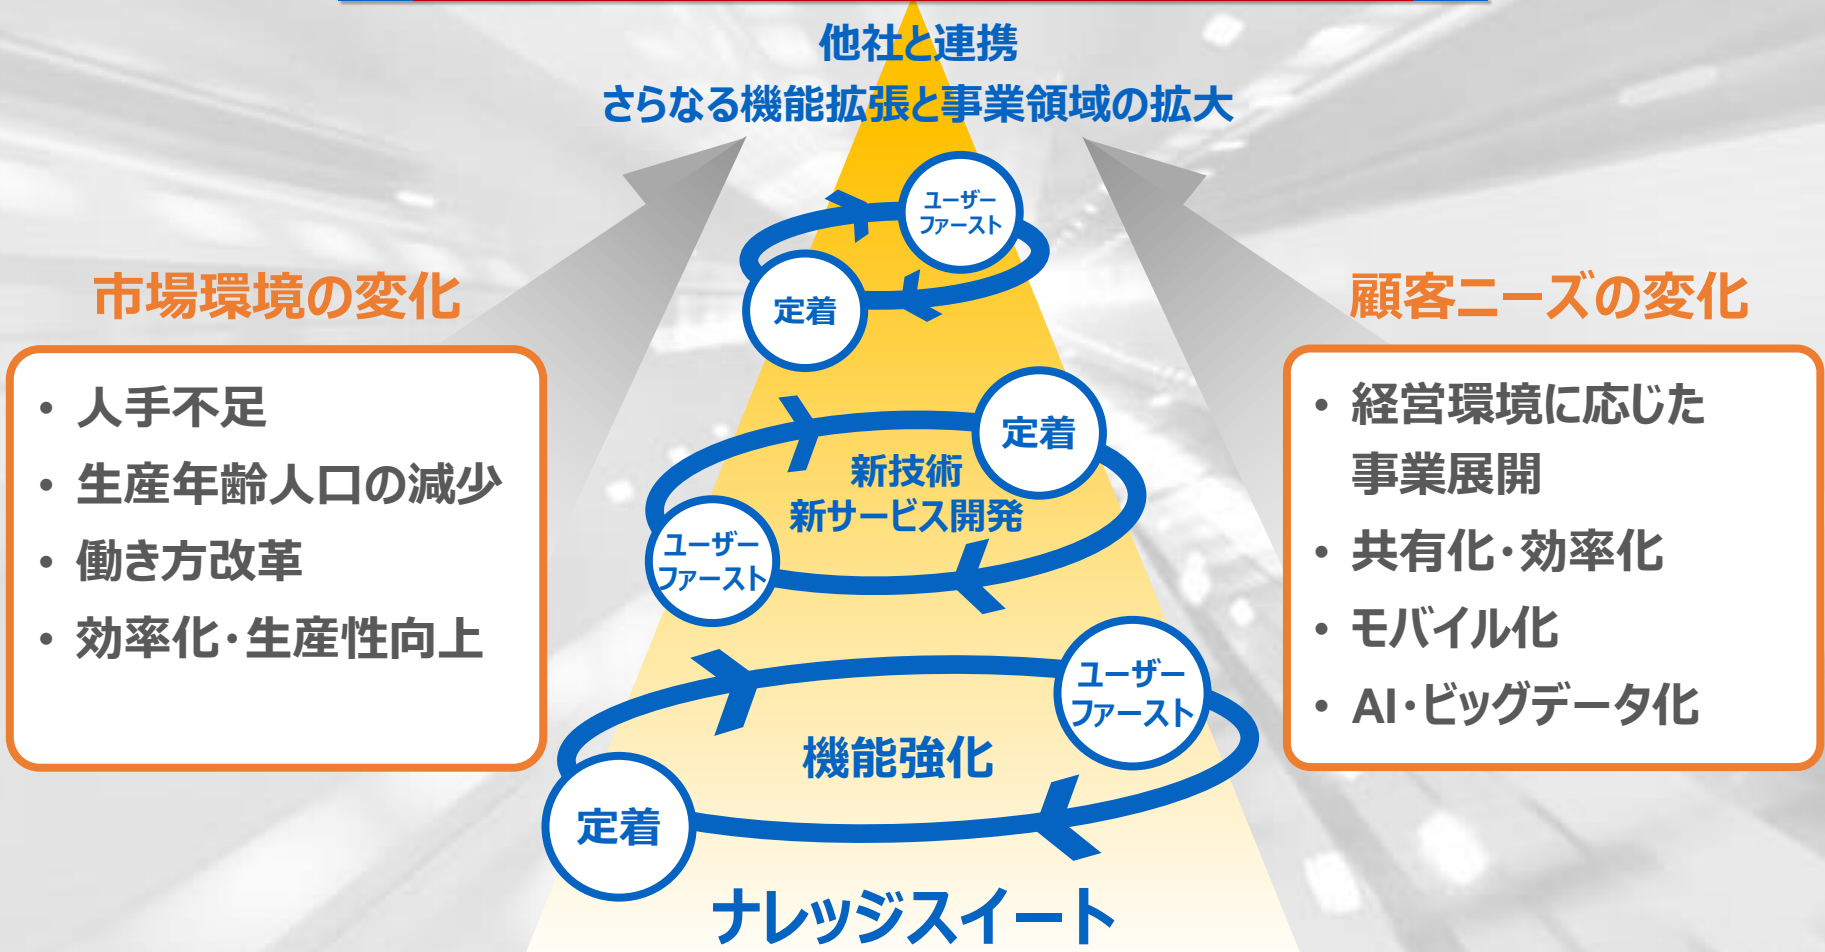 他社と連携
さらなる機能拡張と事業領域の拡大
ユーザー
ファースト
定着
市場環境の変化
• 人手不足
• 生産年齢人口の減少
• 働き方改革
• 効率化・生産性向上
定着
新技術
新サービス開発
ユーザー
ファースト
ユーザー
ファースト
機能強化
定着
ナレッジスイート
顧客ニーズの変化
• 経営環境に応じた
事業展開
• 共有化・効率化
• モバイル化
• AI・ビッグデータ化